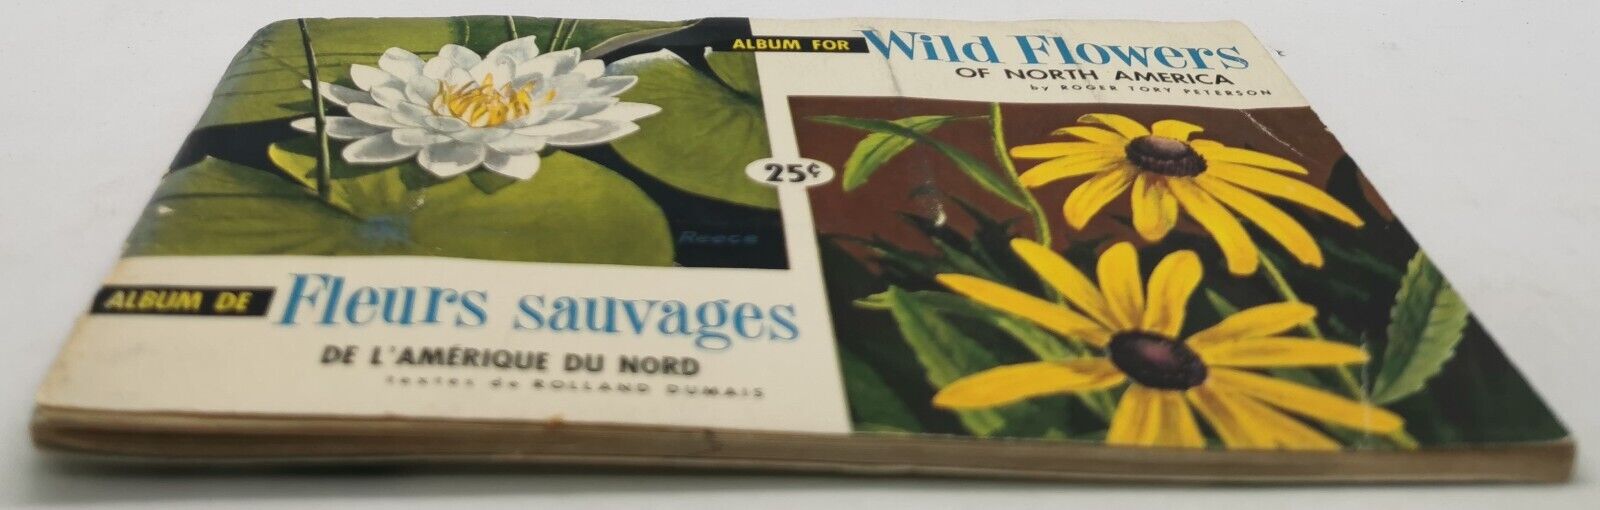 ALBUM FOR Wild Flowers
OF NORTH AMERICA
by ROGER TORY PETERSON
25¢
Reece
ALBUM DE Fleurs sauvages
DE L'AMÉRIQUE DU NORD
textes de ROLLAND DUMAIS